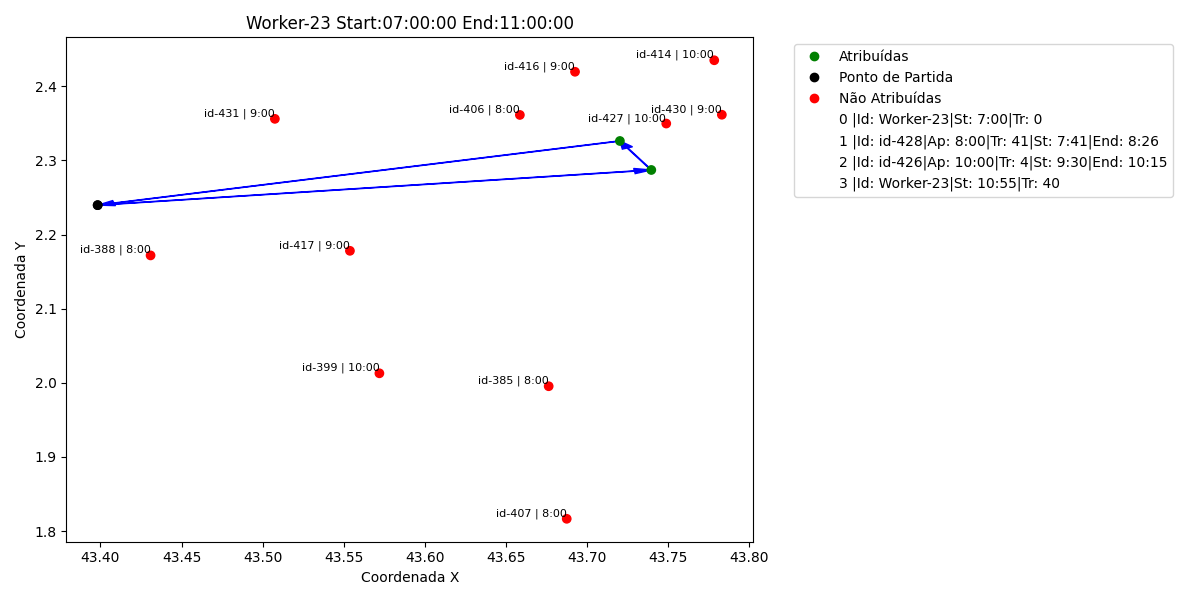 Worker-23 Start:07:00:00 End:11:00:00
Coordenada Y
2.4
2.3
2.2
2.1
2.0
1.9
1.8
id-414 | 10:00
id-416 | 9:00
id-431 | 9:00
id-406 | 8:00
id-430 | 9:00
id-427 | 10:00
id-388 | 8:00
id-417 | 9:00
id-399 | 10:00
id-385 | 8:00
id-407 | 8:00
43.40 43.45 43.50 43.55 43.60 43.65 43.70 43.75 43.80
Coordenada X
Atribuídas
Ponto de Partida
Não Atribuídas
0 |Id: Worker-23|St: 7:00|Tr: 0
1 |Id: id-428|Ap: 8:00|Tr: 41|St: 7:41|End: 8:26
2 |Id: id-426|Ap: 10:00|Tr: 4|St: 9:30|End: 10:15
3 |Id: Worker-23|St: 10:55|Tr: 40